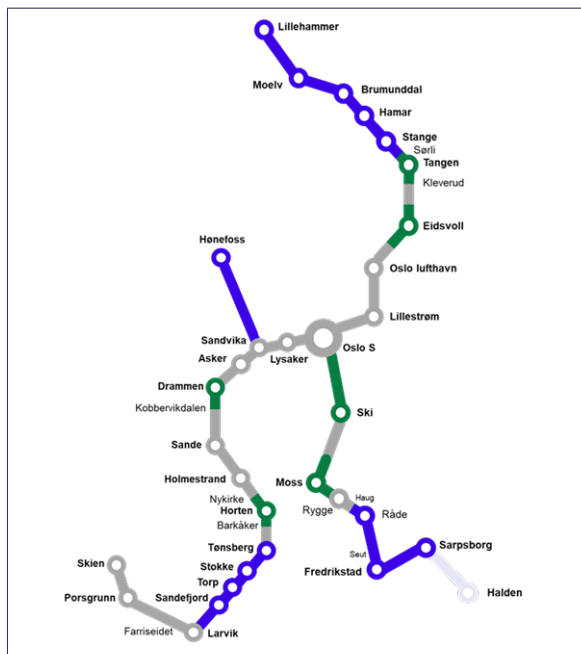 Lillehammer
Moelv
Brumunddal
Hamar
Stange
Sørli
Tangen
Kleverud
Eidsvoll
Hønefoss
Oslo lufthavn
Lillestrøm
Sandvika
Oslo S
Lysaker
Asker
Drammen
Kobbervikdalen
Ski
Sande
Holmestrand
Moss
Nykirke
Haug
Rygge
Råde
Horten
Barkåker
Tønsberg
Sarpsborg
Seut
Fredrikstad
Skien
Stokke
Torp
Halden
Porsgrunn
Sandefjord
Farriseidet
Larvik